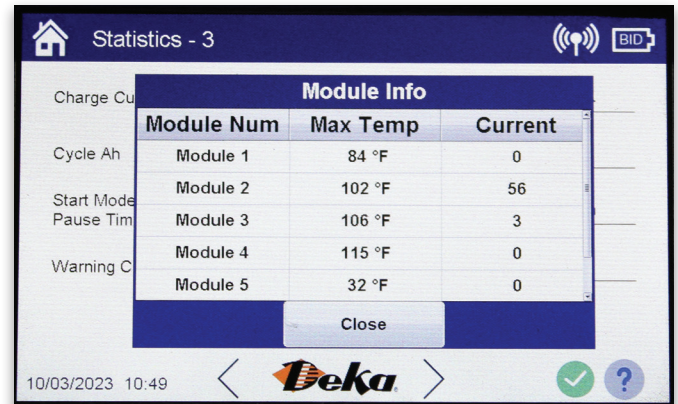 Statistics - 3
BID
Module Info
Charge Cu
Module Num Max Temp Current
Cycle Ah
Module 1 84 °F 0
Module 2 102 °F 56
Start Mode
Pause Tim
Module 3 106 °F 3
Module 4 115 °F 0
Warning C
Module 5 32 °F 0
Close
10/03/2023 10:49
Deka
?